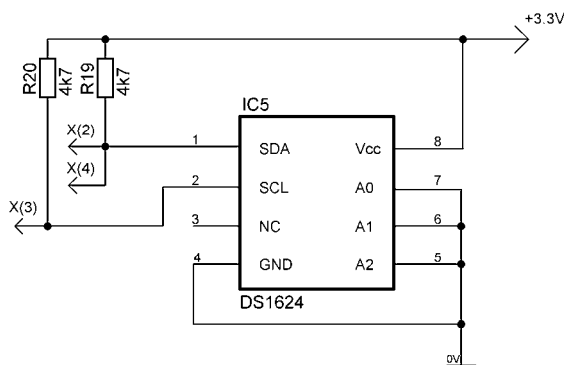 +3.3V
R20
4k7
R19
4k7
IC5
X(2)
1
SDA
Vcc
8
X(4)
2
SCL
A0
7
X(3)
3
NC
A1
6
4
GND
A2
5
DS1624
0V